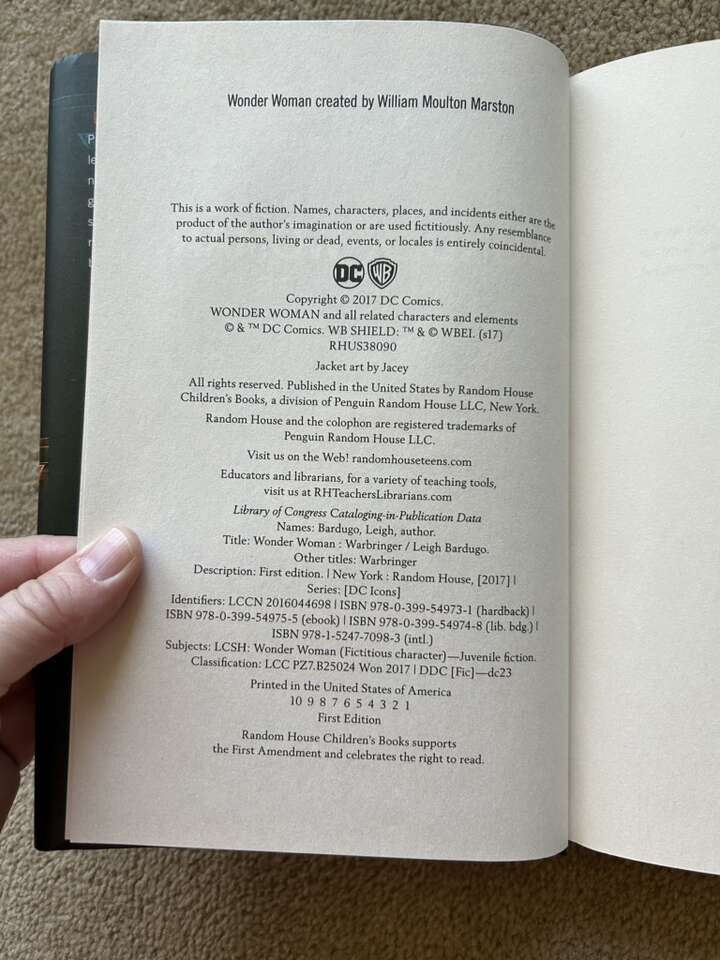 Wonder Woman created by William Moulton Marston
This is a work of fiction. Names, characters, places, and incidents either are the
product of the author's imagination or are used fictitiously. Any resemblance
to actual persons, living or dead, events, or locales is entirely coincidental.
DC WB
Copyright © 2017 DC Comics.
WONDER WOMAN and all related characters and elements
© & ™ DC Comics. WB SHIELD: ™ & © WBEI. (s17)
RHUS38090
Jacket art by Jacey
All rights reserved. Published in the United States by Random House
Children's Books, a division of Penguin Random House LLC, New York.
Random House and the colophon are registered trademarks of
Penguin Random House LLC.
Visit us on the Web! randomhouseteens.com
Educators and librarians, for a variety of teaching tools,
visit us at RHTeachersLibrarians.com
Library of Congress Cataloging-in-Publication Data
Names: Bardugo, Leigh, author.
Title: Wonder Woman : Warbringer / Leigh Bardugo.
Other titles: Warbringer
Description: First edition. | New York : Random House, [2017] |
Series: [DC Icons]
Identifiers: LCCN 2016044698 | ISBN 978-0-399-54973-1 (hardback) |
ISBN 978-0-399-54975-5 (ebook) | ISBN 978-0-399-54974-8 (lib. bdg.) |
ISBN 978-1-5247-7098-3 (intl.)
Subjects: LCSH: Wonder Woman (Fictitious character)—Juvenile fiction.
Classification: LCC PZ7.B25024 Won 2017 | DDC [Fic]—dc23
Printed in the United States of America
10 9 8 7 6 5 4 3 2 1
First Edition
Random House Children's Books supports
the First Amendment and celebrates the right to read.